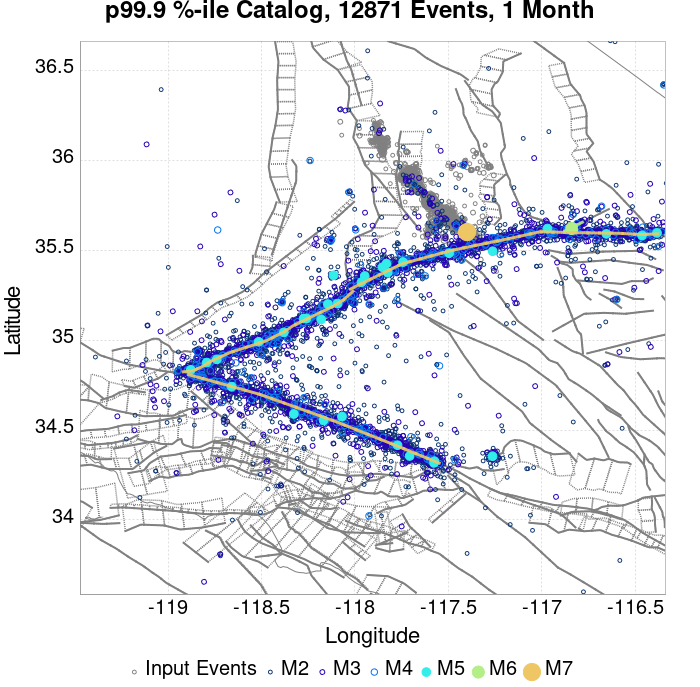 p99.9 %-ile Catalog, 12871 Events, 1 Month
36.5
36
35.5
35
34.5
34
Latitude
-119 -118.5 -118 -117.5 -117 -116.5
Longitude
Input Events M2 M3 M4 M5 M6 M7